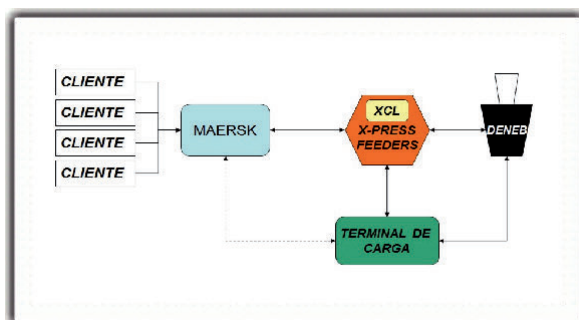 CLIENTE
CLIENTE
CLIENTE
CLIENTE
MAERSK
XCL
X-PRESS
FEEDERS
DENEB
TERMINAL DE
CARGA